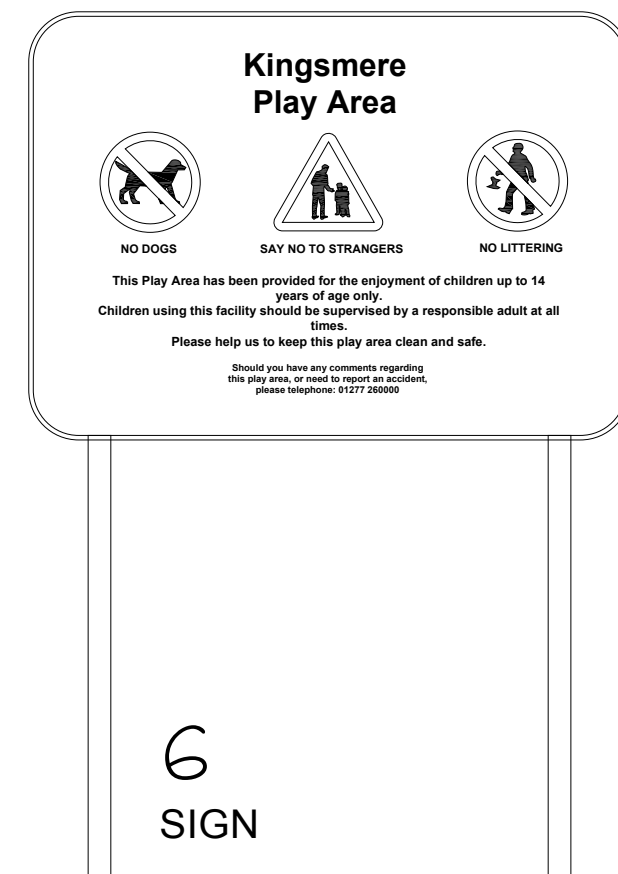 Kingsmere
Play Area
NO DOGS
SAY NO TO STRANGERS
NO LITTERING
This Play Area has been provided for the enjoyment of children up to 14
years of age only.
Children using this facility should be supervised by a responsible adult at all
times.
Please help us to keep this play area clean and safe.
Should you have any comments regarding
this play area, or need to report an accident,
please telephone: 01277 260000
6
SIGN